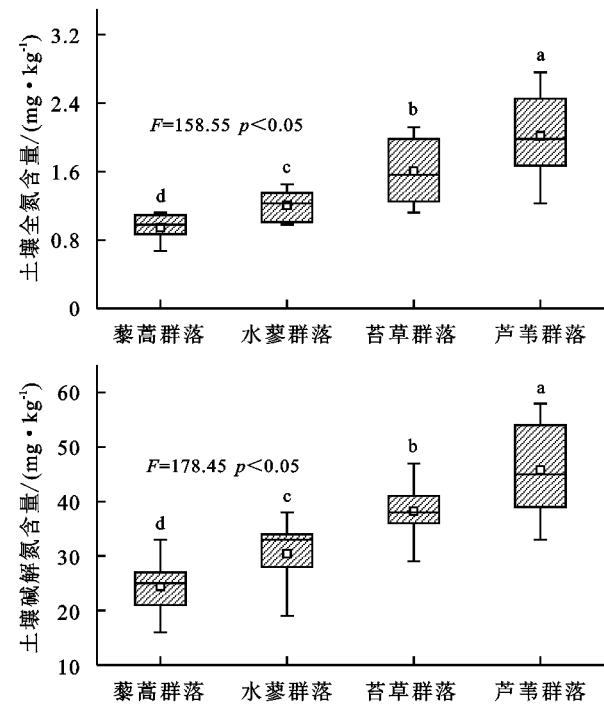 土壤全氮含量/(mg·kg⁻¹)
3.2
2.4
1.6
0.8
0
F=158.55 p<0.05
d
c
b
a
藜蒿群落
水蓼群落
苔草群落
芦苇群落
土壤碱解氮含量/(mg·kg⁻¹)
60
50
40
30
20
10
F=178.45 p<0.05
d
c
b
a
藜蒿群落
水蓼群落
苔草群落
芦苇群落